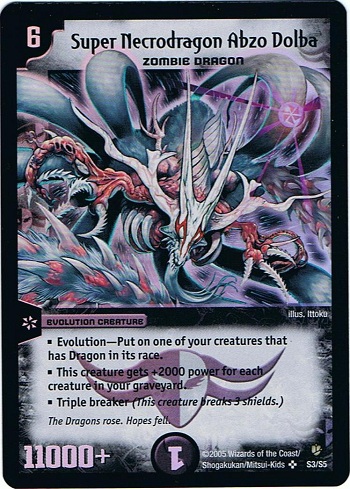 6
Super Necrodragon Abzo Dolba
ZOMBIE DRAGON
illus. Ittoku
EVOLUTION CREATURE
▪ Evolution—Put on one of your creatures that
has Dragon in its race.
▪ This creature gets +2000 power for each
creature in your graveyard.
▪ Triple breaker (This creature breaks 3 shields.)
The Dragons rose. Hopes fell.
11000+
1
©2005 Wizards of the Coast/
Shogakukan/Mitsui-Kids S3/S5